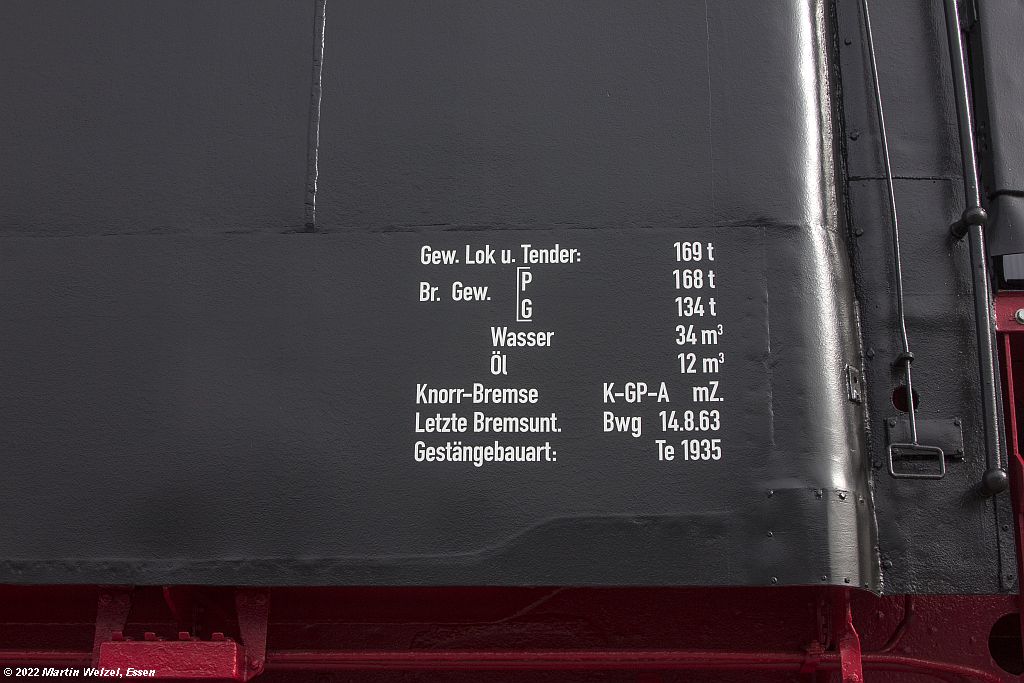 Gew. Lok u. Tender: 169 t
Br. Gew. P 168 t
G 134 t
Wasser 34 m³
Öl 12 m³
Knorr-Bremse K-GP-A mZ.
Letzte Bremsunt. Bwg 14.8.63
Gestängebauart: Te 1935
© 2022 Martin Welzel, Essen